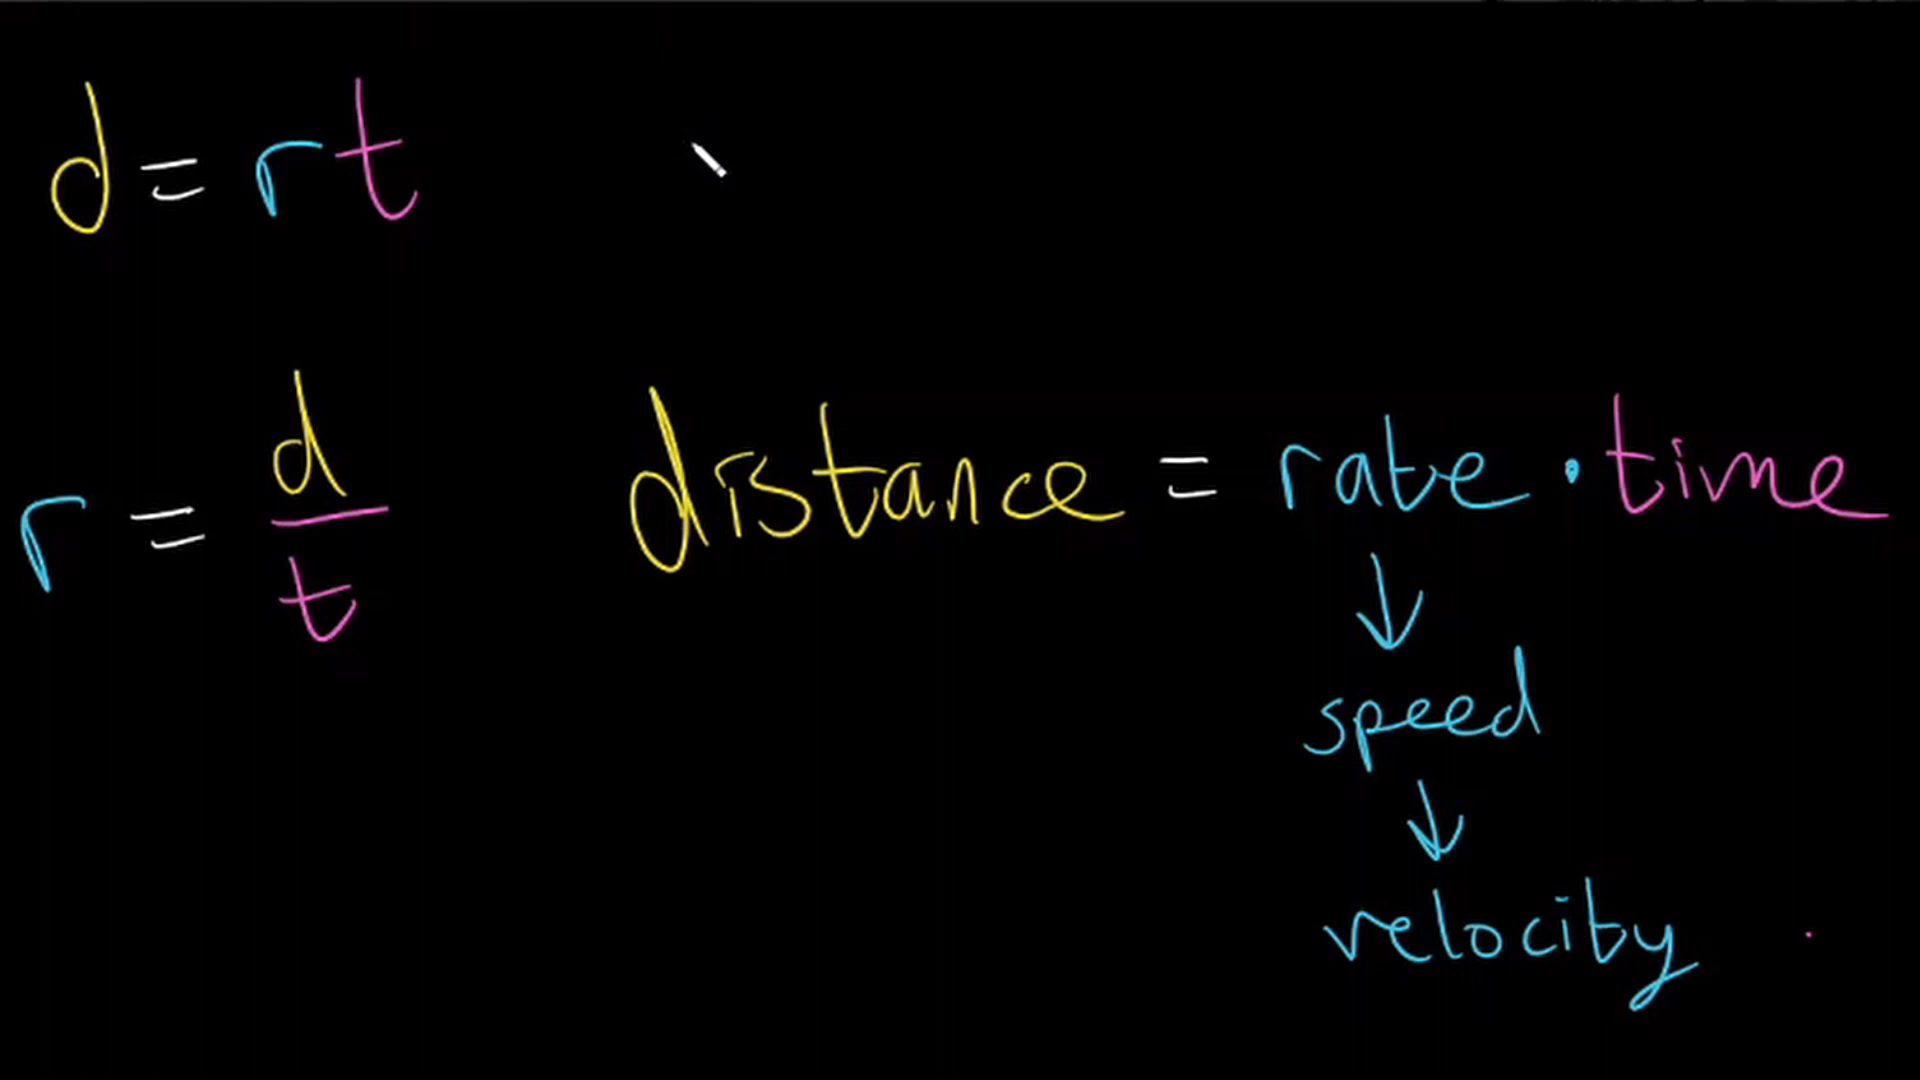 d = rt
r = d/t
distance = rate · time
↓
speed
↓
velocity